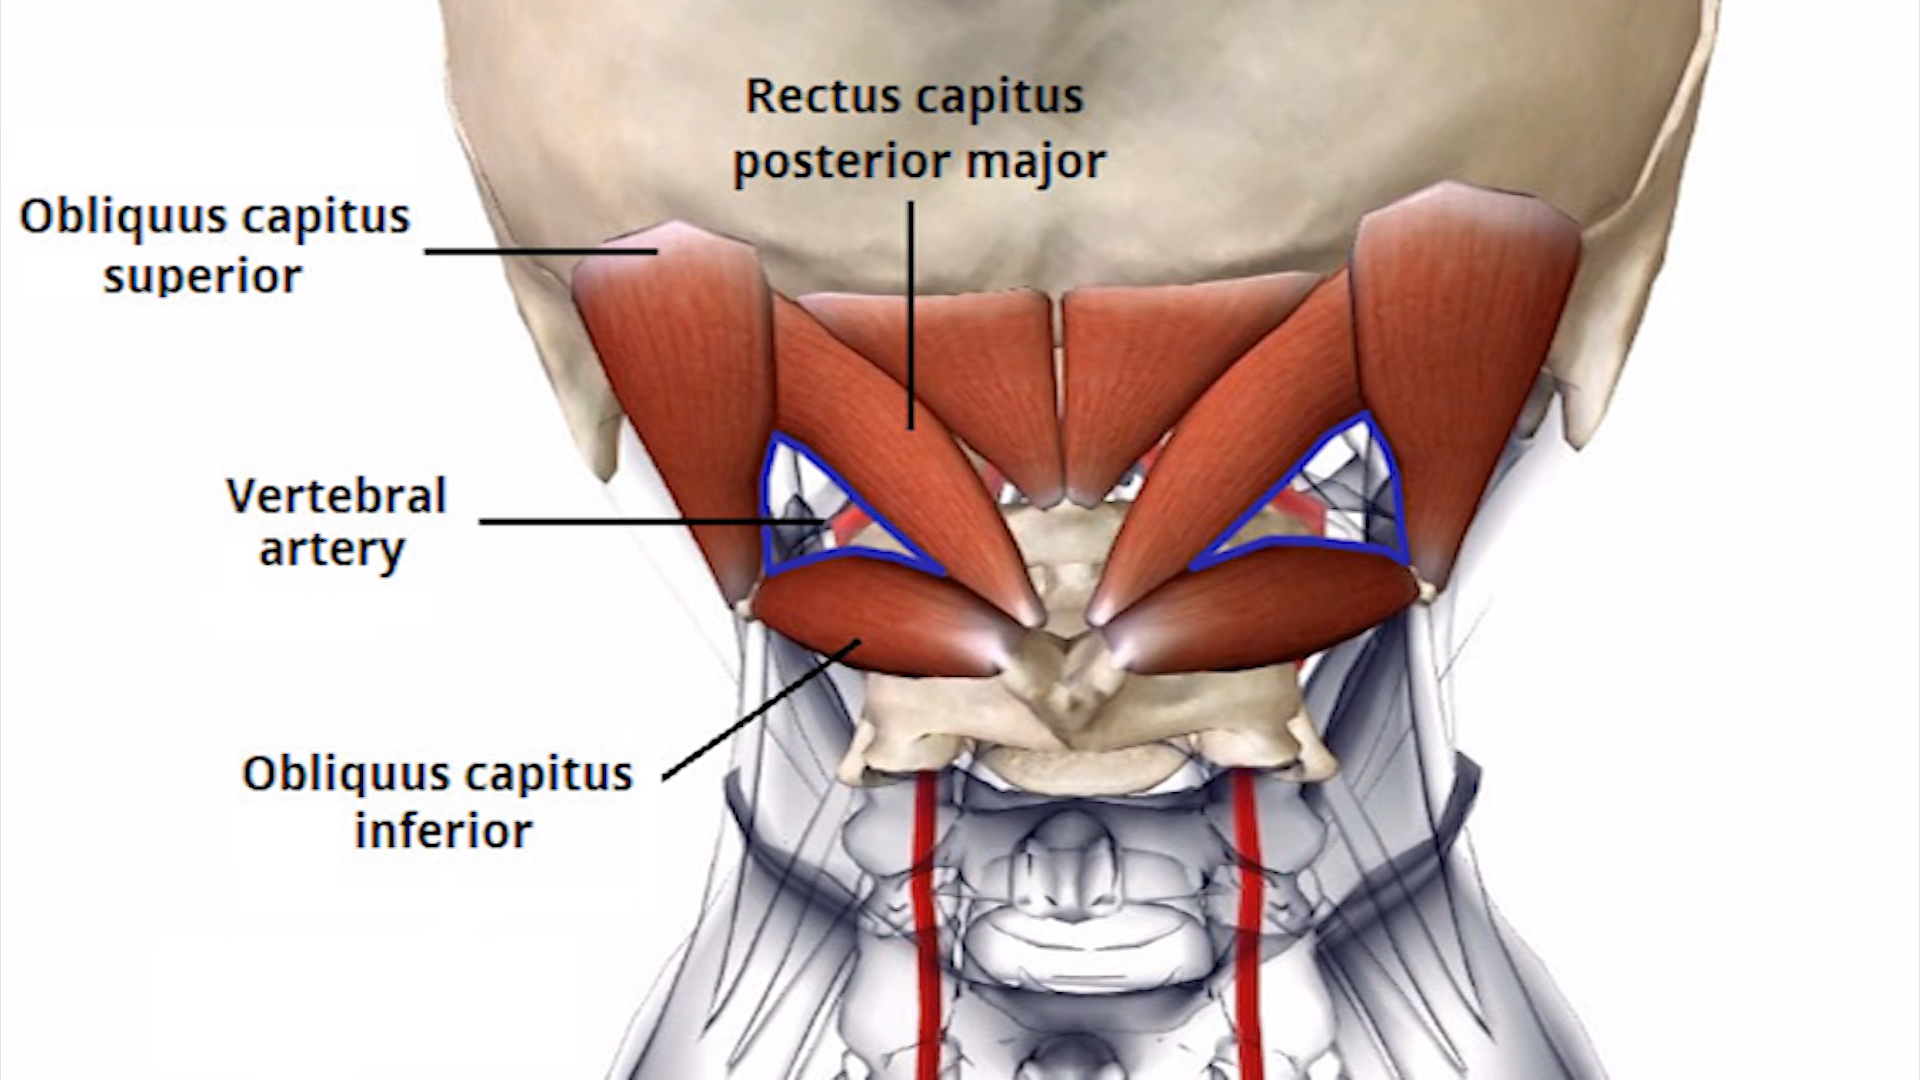 Rectus capitus
posterior major
Obliquus capitus
superior
Vertebral
artery
Obliquus capitus
inferior